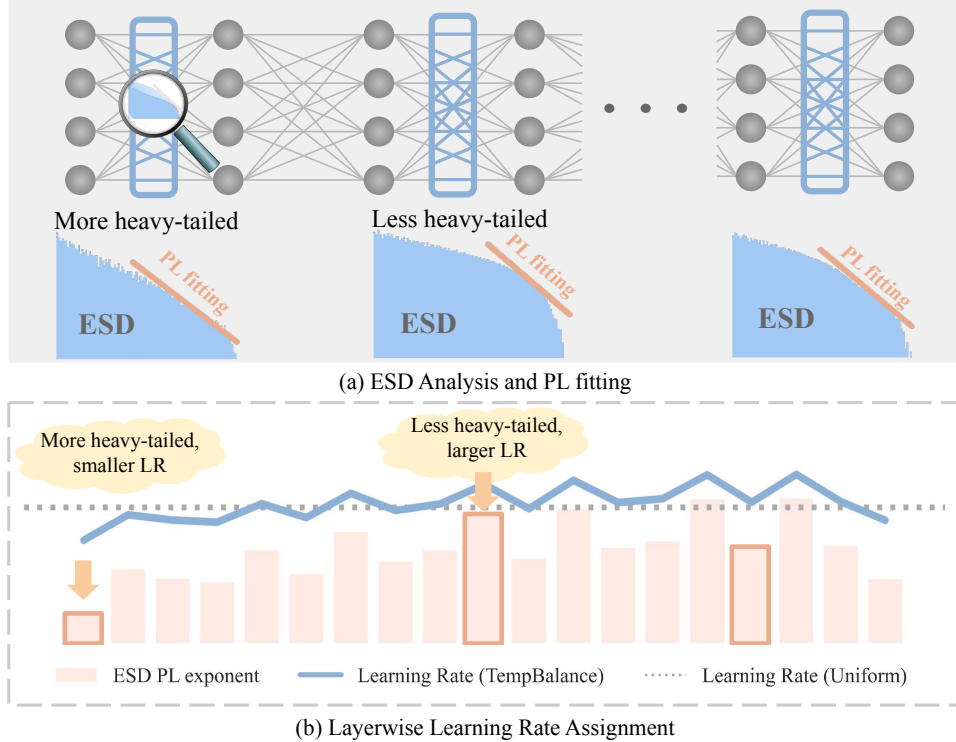 More heavy-tailed
Less heavy-tailed
PL fitting
PL fitting
PL fitting
ESD
ESD
ESD
(a) ESD Analysis and PL fitting
More heavy-tailed,
smaller LR
Less heavy-tailed,
larger LR
ESD PL exponent
Learning Rate (TempBalance)
Learning Rate (Uniform)
(b) Layerwise Learning Rate Assignment